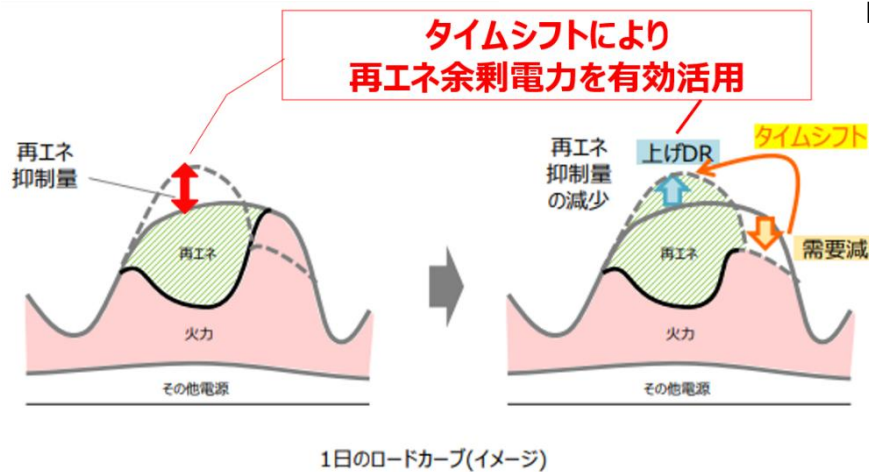 タイムシフトにより
再エネ余剰電力を有効活用
再エネ
抑制量
再エネ
火力
その他電源
再エネ
抑制量
の減少
上げDR
タイムシフト
需要減
再エネ
火力
その他電源
1日のロードカーブ(イメージ)